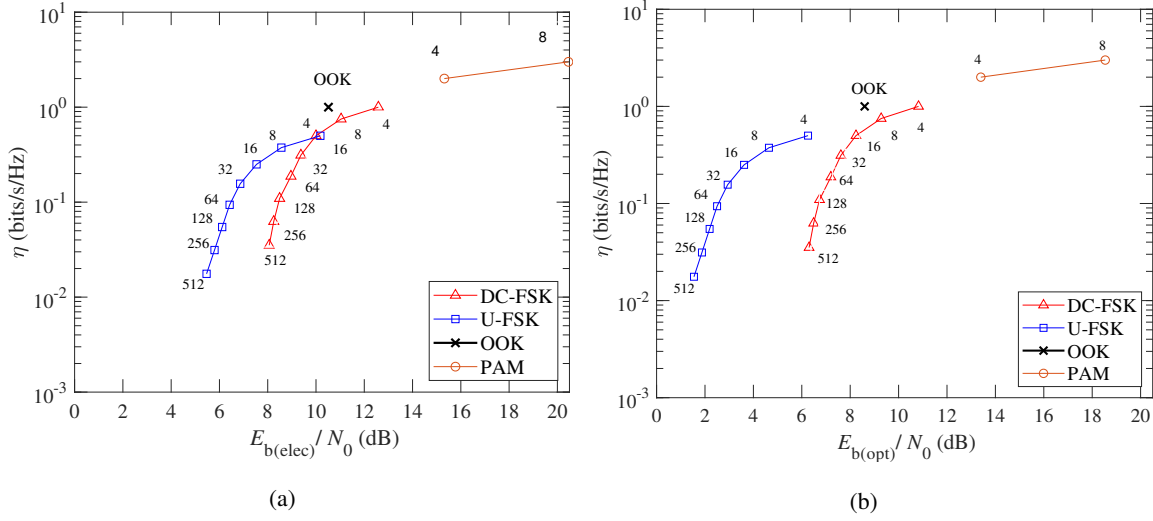 10^1
10^0
10^-1
10^-2
10^-3
η (bits/s/Hz)
0 2 4 6 8 10 12 14 16 18 20
E_b(elec)/ N_0 (dB)
4
8
OOK
4
8
16
32
64
128
256
512
4
8
16
32
64
128
256
512
DC-FSK
U-FSK
OOK
PAM
(a)
10^1
10^0
10^-1
10^-2
10^-3
η (bits/s/Hz)
0 2 4 6 8 10 12 14 16 18 20
E_b(opt)/ N_0 (dB)
4
8
OOK
4
8
16
32
64
128
256
512
4
8
16
32
64
128
256
512
DC-FSK
U-FSK
OOK
PAM
(b)